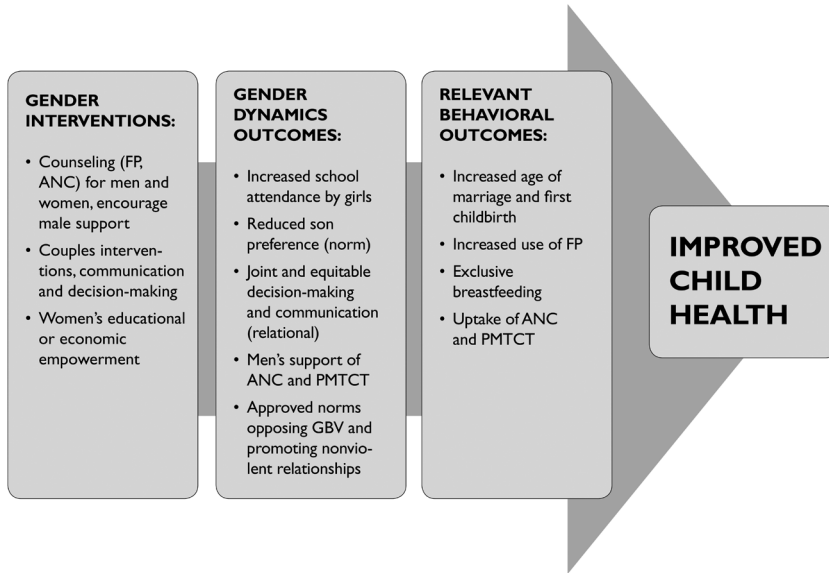 GENDER
INTERVENTIONS:
• Counseling (FP,
ANC) for men and
women, encourage
male support
• Couples interven-
tions, communication
and decision-making
• Women's educational
or economic
empowerment
GENDER
DYNAMICS
OUTCOMES:
• Increased school
attendance by girls
• Reduced son
preference (norm)
• Joint and equitable
decision-making
and communication
(relational)
• Men's support of
ANC and PMTCT
• Approved norms
opposing GBV and
promoting nonvio-
lent relationships
RELEVANT
BEHAVIORAL
OUTCOMES:
• Increased age of
marriage and first
childbirth
• Increased use of FP
• Exclusive
breastfeeding
• Uptake of ANC
and PMTCT
IMPROVED
CHILD
HEALTH